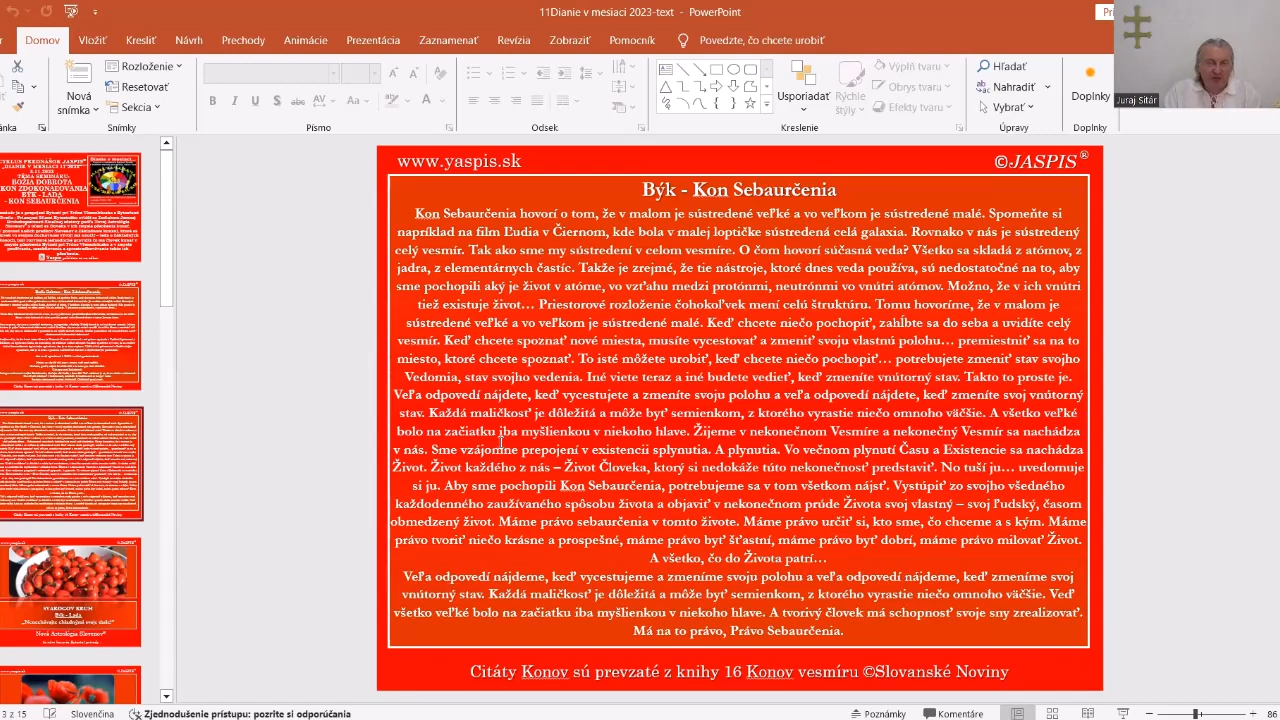 11Dianie v mesiaci 2023-text - PowerPoint
Domov Vložiť Kresliť Návrh Prechody Animácie Prezentácia Zaznamenať Revízia Zobraziť Pomocník Povedzte, čo chcete urobiť
Nová snímka
Rozloženie
Resetovať
Sekcia
Usporiadať
Rýchle štýly
Výplň tvaru
Obrys tvaru
Efekty tvaru
Hľadať
Nahradiť
Vybrať
Doplnky
Snímky Písmo Odsek Kreslenie Úpravy Doplnky
Juraj Sitár
www.yaspis.sk ©JASPIS®
Býk - Kon Sebaurčenia
Kon Sebaurčenia hovorí o tom, že v malom je sústredené veľké a vo veľkom je sústredené malé. Spomeňte si
napríklad na film Ľudia v Čiernom, kde bola v malej loptičke sústredená celá galaxia. Rovnako v nás je sústredený
celý vesmír. Tak ako sme my sústredení v celom vesmíre. O čom hovorí súčasná veda? Všetko sa skladá z atómov, z
jadra, z elementárnych častíc. Takže je zrejmé, že tie nástroje, ktoré dnes veda používa, sú nedostatočné na to, aby
sme pochopili aký je život v atóme, vo vzťahu medzi protónmi, neutrónmi vo vnútri atómov. Možno, že v ich vnútri
tiež existuje život… Priestorové rozloženie čohokoľvek mení celú štruktúru. Tomu hovoríme, že v malom je
sústredené veľké a vo veľkom je sústredené malé. Keď chcete niečo pochopiť, zahĺbte sa do seba a uvidíte celý
vesmír. Keď chcete spoznať nové miesta, musíte vycestovať a zmeniť svoju vlastnú polohu… premiestniť sa na to
miesto, ktoré chcete spoznať. To isté môžete urobiť, keď chcete niečo pochopiť… potrebujete zmeniť stav svojho
Vedomia, stav svojho vedenia. Iné viete teraz a iné budete vedieť, keď zmeníte vnútorný stav. Takto to proste je.
Veľa odpovedí nájdete, keď vycestujete a zmeníte svoju polohu a veľa odpovedí nájdete, keď zmeníte svoj vnútorný
stav. Každá maličkosť je dôležitá a môže byť semienkom, z ktorého vyrastie niečo omnoho väčšie. A všetko veľké
bolo na začiatku iba myšlienkou v niekoho hlave. Žijeme v nekonečnom Vesmíre a nekonečný Vesmír sa nachádza
v nás. Sme vzájomne prepojení v existencii splynutia. A plynutia. Vo večnom plynutí Času a Existencie sa nachádza
Život. Život každého z nás – Život Človeka, ktorý si dokáže túto nekonečnosť predstaviť. No tuší ju… uvedomuje
si ju. Aby sme pochopili Kon Sebaurčenia, potrebujeme sa v tom všetkom nájsť. Vystúpiť zo svojho všedného
každodenného zaužívaného spôsobu života a objaviť v nekonečnom prúde Života svoj vlastný – svoj ľudský, časom
obmedzený život. Máme právo sebaurčenia v tomto živote. Máme právo určiť si, kto sme, čo chceme a s kým. Máme
právo tvoriť niečo krásne a prospešné, máme právo byť šťastní, máme právo byť dobrí, máme právo milovať Život.
A všetko, čo do Života patrí…
Veľa odpovedí nájdeme, keď vycestujeme a zmeníme svoju polohu a veľa odpovedí nájdeme, keď zmeníme svoj
vnútorný stav. Každá maličkosť je dôležitá a môže byť semienkom, z ktorého vyrastie niečo omnoho väčšie. Veď
všetko veľké bolo na začiatku iba myšlienkou v niekoho hlave. A tvorivý človek má schopnosť svoje sny zrealizovať.
Má na to právo, Právo Sebaurčenia.
Citáty Konov sú prevzaté z knihy 16 Konov vesmíru ©Slovanské Noviny
SVAROGOV KRUH
Býk - Lada
Nová Astrológia Slovenov®
3 z 15 Slovenčina Zjednodušenie prístupu: pozrite si odporúčania Poznámky Komentáre 86